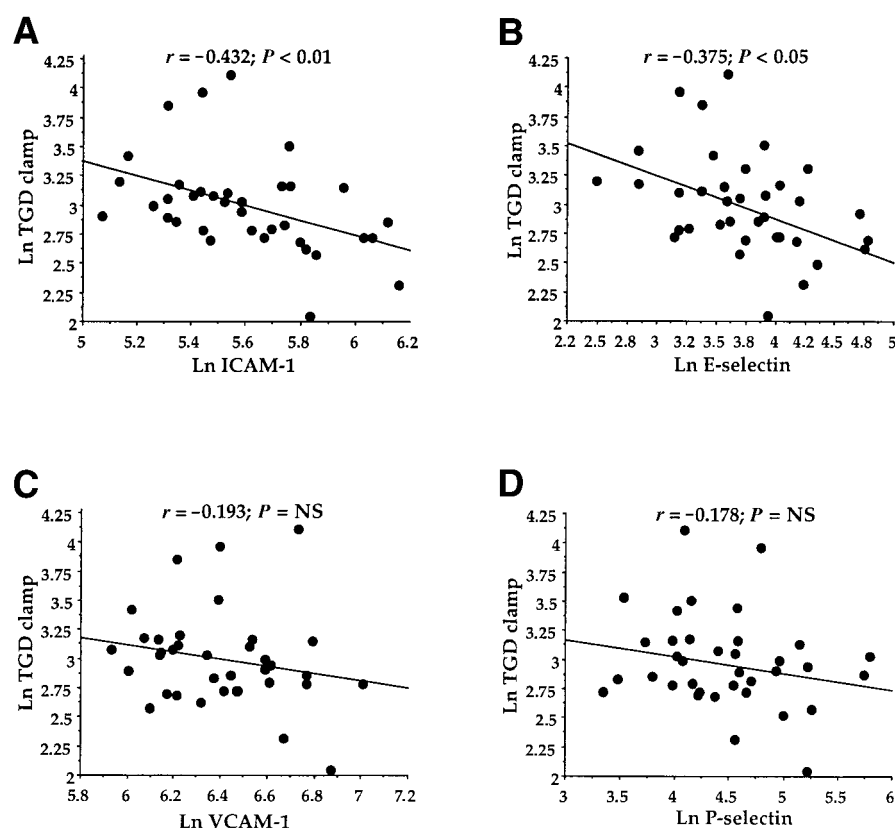 A
r = −0.432; P < 0.01
Ln TGD clamp
4.25
4
3.75
3.5
3.25
3
2.75
2.5
2.25
2
5 5.2 5.4 5.6 5.8 6 6.2
Ln ICAM-1
B
r = −0.375; P < 0.05
Ln TGD clamp
4.25
4
3.75
3.5
3.25
3
2.75
2.5
2.25
2
2.2 2.5 2.8 3 3.2 3.5 3.8 4 4.2 4.5 4.8 5
Ln E-selectin
C
r = −0.193; P = NS
Ln TGD clamp
4.25
4
3.75
3.5
3.25
3
2.75
2.5
2.25
2
5.8 6 6.2 6.4 6.6 6.8 7 7.2
Ln VCAM-1
D
r = −0.178; P = NS
Ln TGD clamp
4.25
4
3.75
3.5
3.25
3
2.75
2.5
2.25
2
3 3.5 4 4.5 5 5.5 6
Ln P-selectin